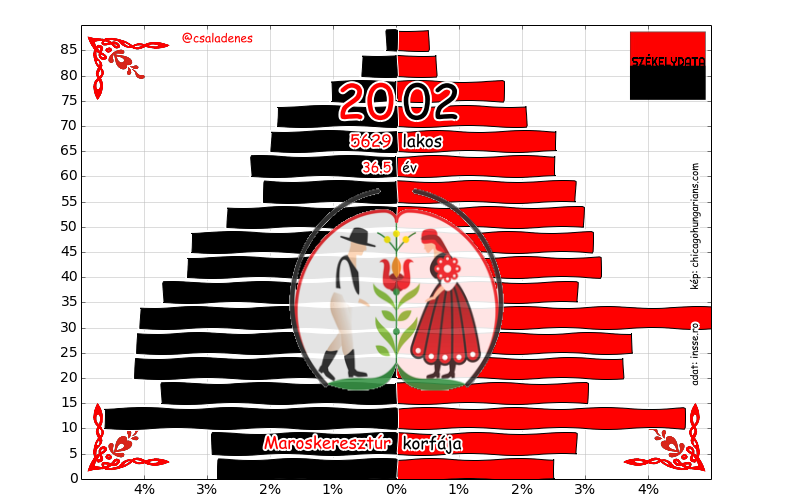 @csaladenes
SZÉKELYDATA
2002
5629 lakos
36.5 év
kép: chicagohungarians.com
adat: insse.ro
Maroskeresztúr korfája
85
80
75
70
65
60
55
50
45
40
35
30
25
20
15
10
5
0
4% 3% 2% 1% 0% 1% 2% 3% 4%